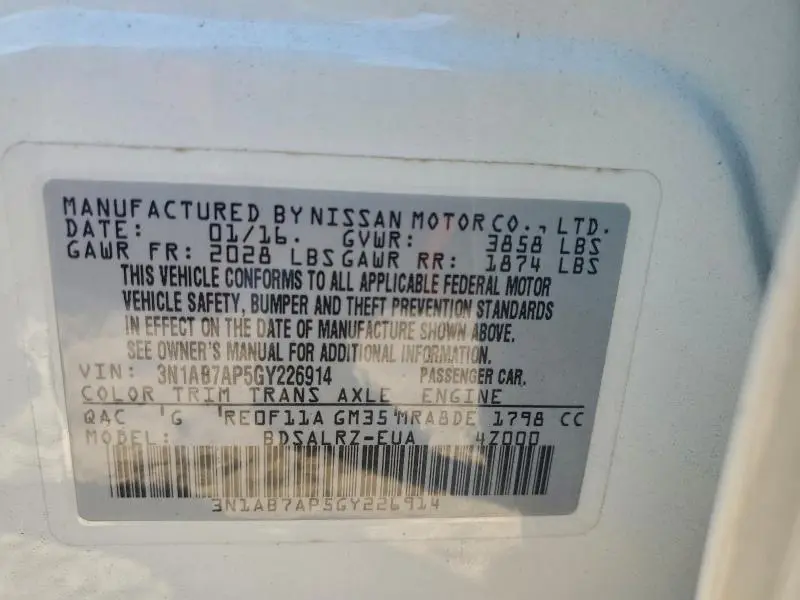 MANUFACTURED BY NISSAN MOTOR CO., LTD.
DATE: 01/16. GVWR: 3858 LBS
GAWR FR: 2028 LBS GAWR RR: 1874 LBS
THIS VEHICLE CONFORMS TO ALL APPLICABLE FEDERAL MOTOR
VEHICLE SAFETY, BUMPER AND THEFT PREVENTION STANDARDS
IN EFFECT ON THE DATE OF MANUFACTURE SHOWN ABOVE.
SEE OWNER'S MANUAL FOR ADDITIONAL INFORMATION.
VIN: 3N1AB7AP5GY226914 PASSENGER CAR.
COLOR TRIM TRANS AXLE ENGINE
QAC G RE0F11A GM35 MRA8DE 1798 CC
MODEL: BDSALRZ-EUA 4Z000
3N1AB7AP5GY226914